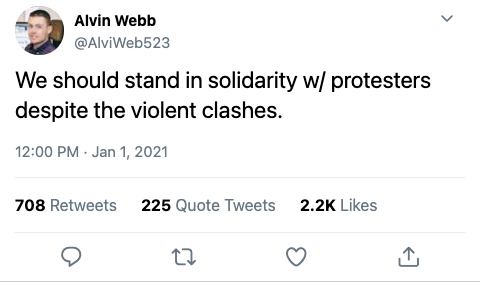 Alvin Webb
@AlviWeb523
We should stand in solidarity w/ protesters
despite the violent clashes.
12:00 PM · Jan 1, 2021
708 Retweets 225 Quote Tweets 2.2K Likes